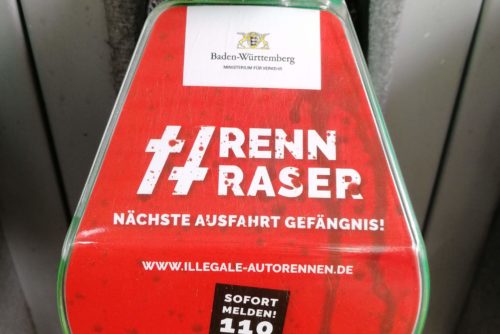 Baden-Württemberg
MINISTERIUM FÜR VERKEHR
#RENN
RASER
NÄCHSTE AUSFAHRT GEFÄNGNIS!
WWW.ILLEGALE-AUTORENNEN.DE
SOFORT
MELDEN!
110